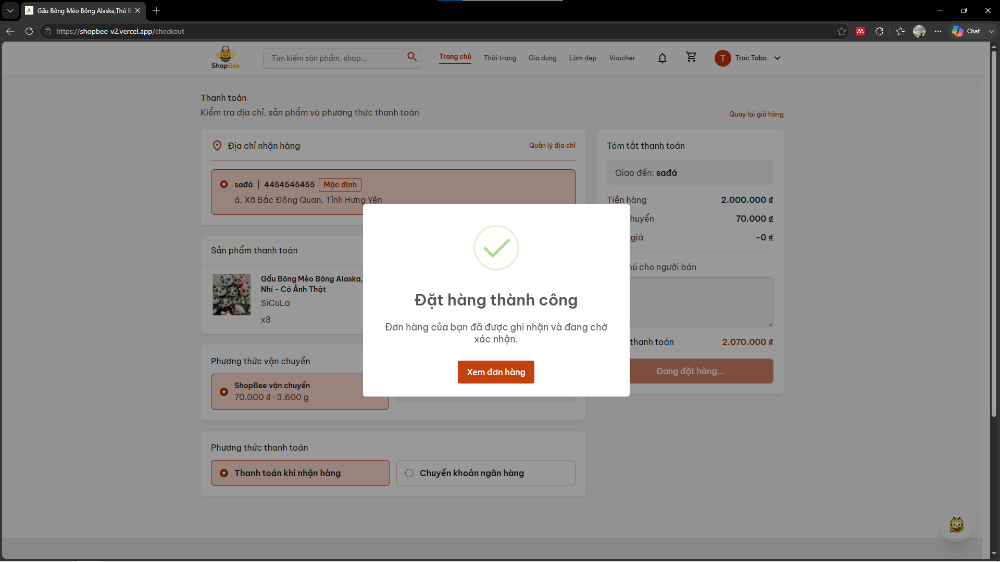 Gấu Bông Mèo Bông Alaska,Thú B
https://shopbee-v2.vercel.app/checkout
Chat
ShopBee
Tìm kiếm sản phẩm, shop...
Trang chủ
Thời trang
Gia dụng
Làm đẹp
Voucher
T
Troc Tabo
Thanh toán
Kiểm tra địa chỉ, sản phẩm và phương thức thanh toán
Quay lại giỏ hàng
Địa chỉ nhận hàng
Quản lý địa chỉ
sađá | 4454545455 Mặc định
á, Xã Bắc Đông Quan, Tỉnh Hưng Yên
Sản phẩm thanh toán
Gấu Bông Mèo Bông Alaska,
Nhí - Có Ảnh Thật
SiCuLa
x8
Phương thức vận chuyển
ShopBee vận chuyển
70.000 ₫ · 3.600 g
Phương thức thanh toán
Thanh toán khi nhận hàng
Chuyển khoản ngân hàng
Tóm tắt thanh toán
Giao đến: sađá
Tiền hàng 2.000.000 ₫
huyển 70.000 ₫
giá -0 ₫
hú cho người bán
thanh toán 2.070.000 ₫
Đang đặt hàng...
Đặt hàng thành công
Đơn hàng của bạn đã được ghi nhận và đang chờ
xác nhận.
Xem đơn hàng